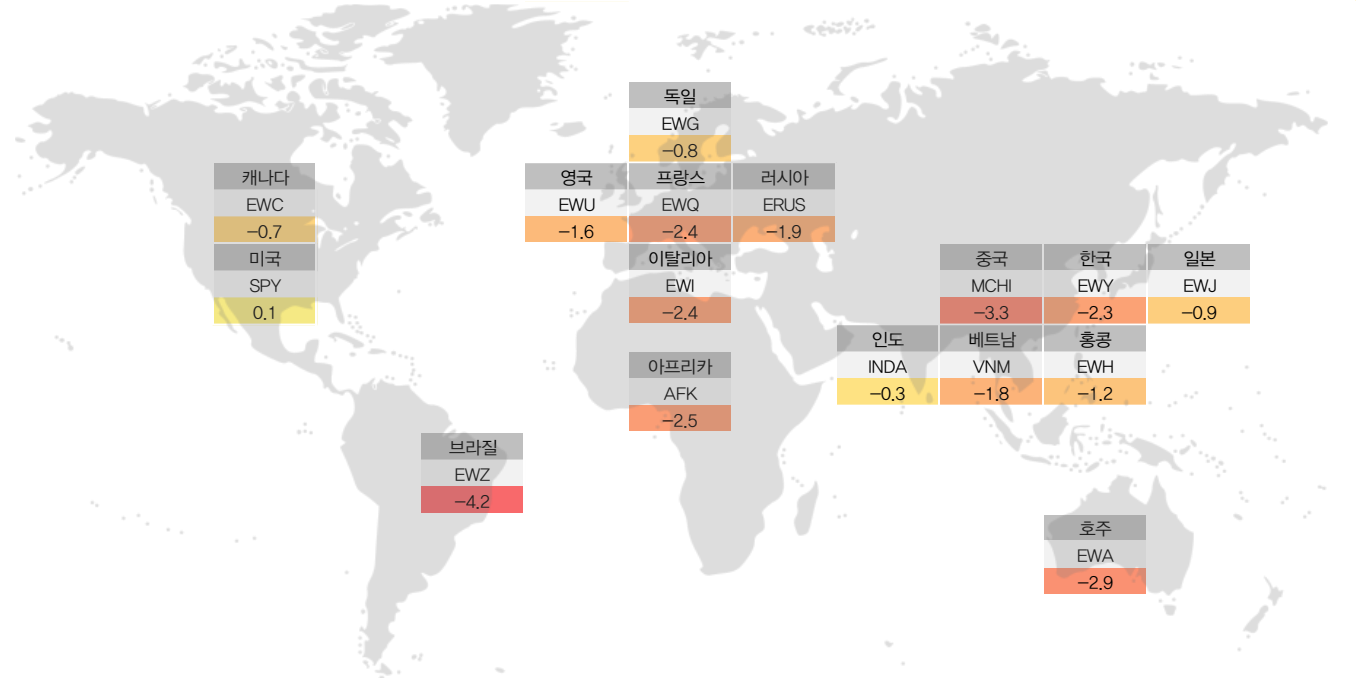 독일
EWG
−0.8
캐나다
EWC
−0.7
영국
EWU
−1.6
프랑스
EWQ
−2.4
러시아
ERUS
−1.9
미국
SPY
0.1
이탈리아
EWI
−2.4
중국
MCHI
−3.3
한국
EWY
−2.3
일본
EWJ
−0.9
인도
INDA
−0.3
베트남
VNM
−1.8
홍콩
EWH
−1.2
아프리카
AFK
−2.5
브라질
EWZ
−4.2
호주
EWA
−2.9